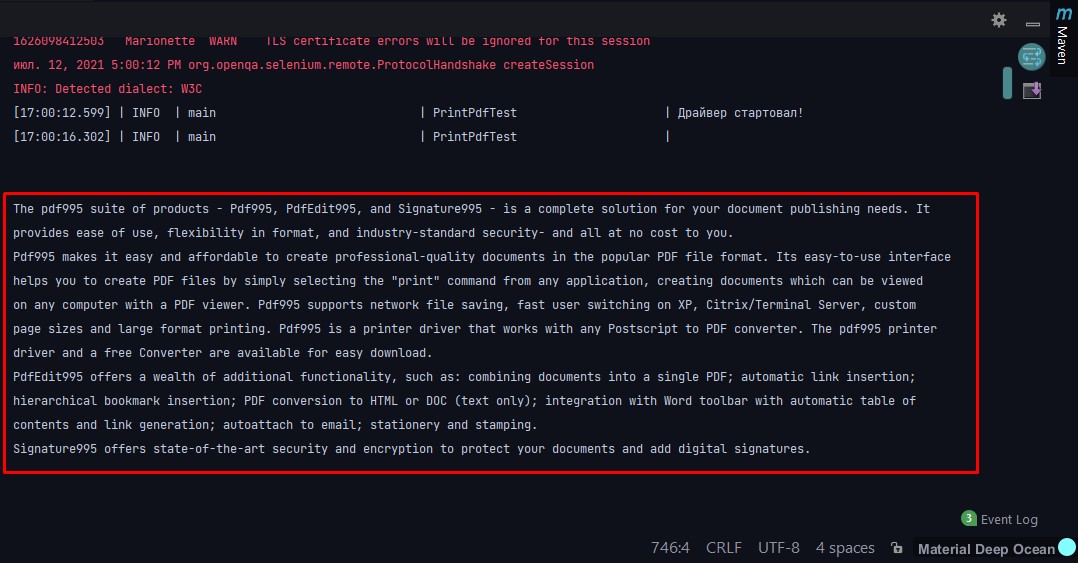 m
Maven
1626098412503   Marionette  WARN    TLS certificate errors will be ignored for this session
июл. 12, 2021 5:00:12 PM org.openqa.selenium.remote.ProtocolHandshake createSession
INFO: Detected dialect: W3C
[17:00:12.599] | INFO  | main                             | PrintPdfTest                     | Драйвер стартовал!
[17:00:16.302] | INFO  | main                             | PrintPdfTest                     |
The pdf995 suite of products - Pdf995, PdfEdit995, and Signature995 - is a complete solution for your document publishing needs. It
provides ease of use, flexibility in format, and industry-standard security- and all at no cost to you.
Pdf995 makes it easy and affordable to create professional-quality documents in the popular PDF file format. Its easy-to-use interface
helps you to create PDF files by simply selecting the "print" command from any application, creating documents which can be viewed
on any computer with a PDF viewer. Pdf995 supports network file saving, fast user switching on XP, Citrix/Terminal Server, custom
page sizes and large format printing. Pdf995 is a printer driver that works with any Postscript to PDF converter. The pdf995 printer
driver and a free Converter are available for easy download.
PdfEdit995 offers a wealth of additional functionality, such as: combining documents into a single PDF; automatic link insertion;
hierarchical bookmark insertion; PDF conversion to HTML or DOC (text only); integration with Word toolbar with automatic table of
contents and link generation; autoattach to email; stationery and stamping.
Signature995 offers state-of-the-art security and encryption to protect your documents and add digital signatures.
3 Event Log
746:4 CRLF UTF-8 4 spaces Material Deep Ocean